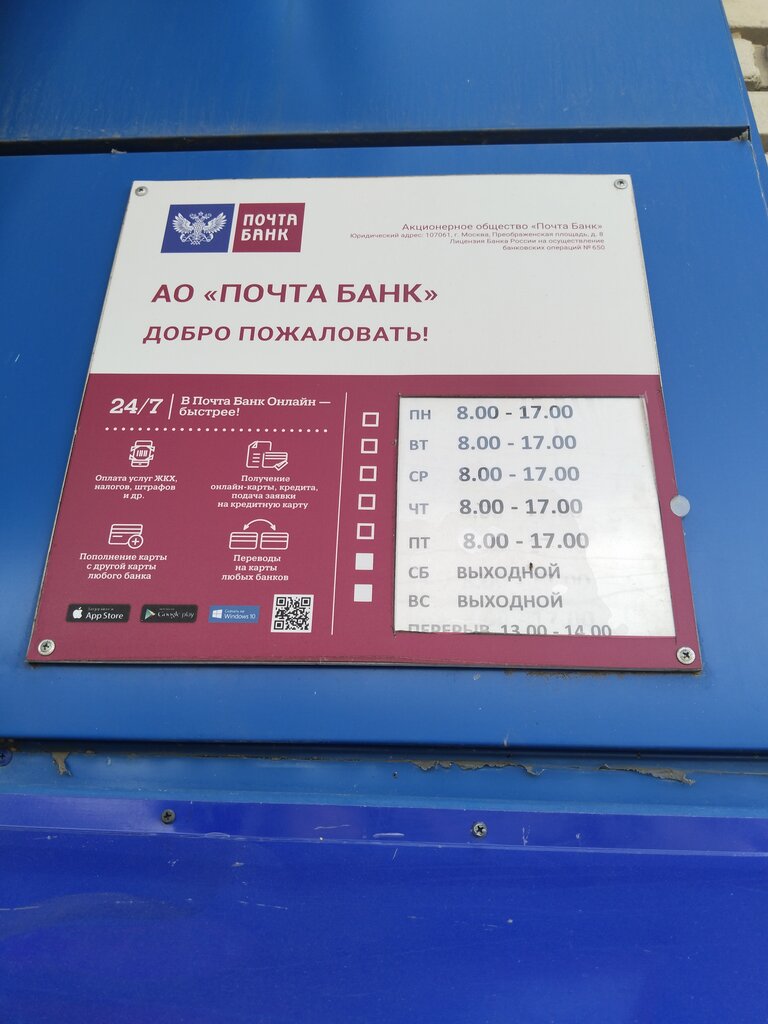 ПОЧТА
БАНК
Акционерное общество «Почта Банк»
Юридический адрес: 107061, г. Москва, Преображенская площадь, д. 8
Лицензия Банка России на осуществление
банковских операций № 650
АО «ПОЧТА БАНК»
ДОБРО ПОЖАЛОВАТЬ!
24/7
В Почта Банк Онлайн —
быстрее!
Оплата услуг ЖКХ,
налогов, штрафов
и др.
Получение
онлайн-карты, кредита,
подача заявки
на кредитную карту
Пополнение карты
с другой карты
любого банка
Переводы
на карты
любых банков
App Store
Google play
Скачать на
Windows 10
ПН 8.00 - 17.00
ВТ 8.00 - 17.00
СР 8.00 - 17.00
ЧТ 8.00 - 17.00
ПТ 8.00 - 17.00
СБ ВЫХОДНОЙ
ВС ВЫХОДНОЙ
ПЕРЕРЫВ 13.00 - 14.00